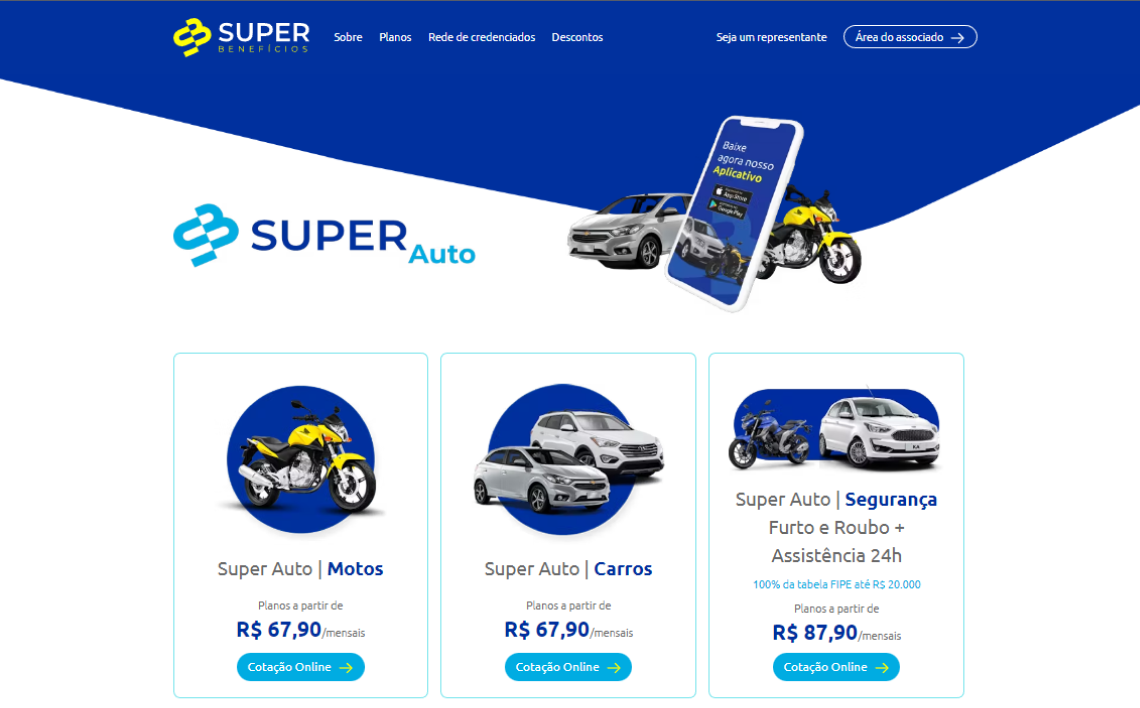 SUPER
BENEFÍCIOS
Sobre
Planos
Rede de credenciados
Descontos
Seja um representante
Área do associado
Baixe
agora nosso
Aplicativo
App Store
Google Play
SUPER
Auto
Super Auto | Motos
Planos a partir de
R$ 67,90/mensais
Cotação Online
Super Auto | Carros
Planos a partir de
R$ 67,90/mensais
Cotação Online
KA
Super Auto | Segurança
Furto e Roubo +
Assistência 24h
100% da tabela FIPE até R$ 20.000
Planos a partir de
R$ 87,90/mensais
Cotação Online